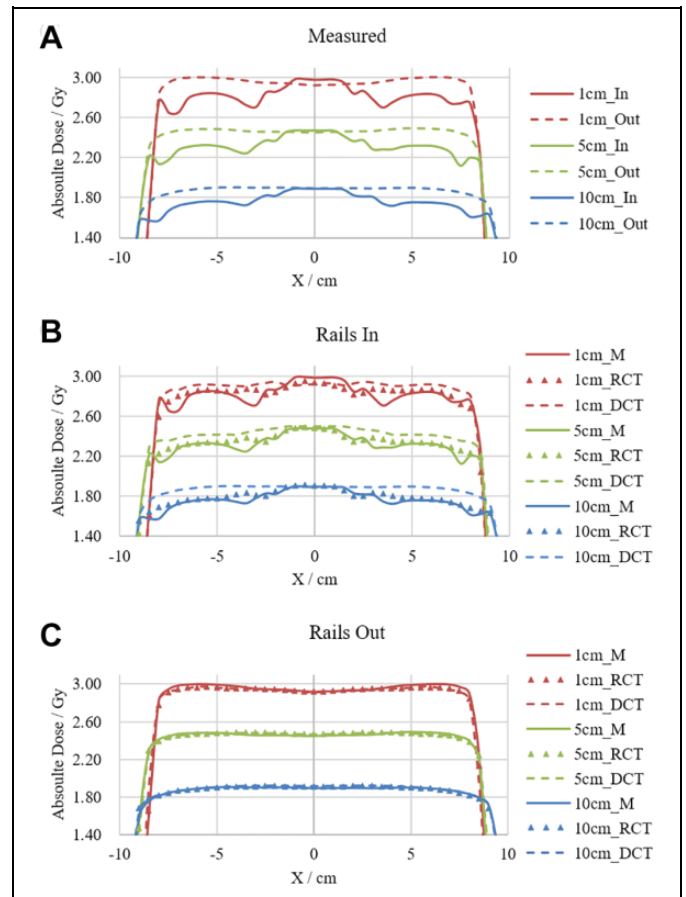 A
Measured
3.00
2.60
2.20
1.80
1.40
-10 -5 0 5 10
Absoulte Dose / Gy
X / cm
1cm_In
1cm_Out
5cm_In
5cm_Out
10cm_In
10cm_Out
B
Rails In
3.00
2.60
2.20
1.80
1.40
-10 -5 0 5 10
Absoulte Dose / Gy
X / cm
1cm_M
1cm_RCT
1cm_DCT
5cm_M
5cm_RCT
5cm_DCT
10cm_M
10cm_RCT
10cm_DCT
C
Rails Out
3.00
2.60
2.20
1.80
1.40
-10 -5 0 5 10
Absoulte Dose / Gy
X / cm
1cm_M
1cm_RCT
1cm_DCT
5cm_M
5cm_RCT
5cm_DCT
10cm_M
10cm_RCT
10cm_DCT